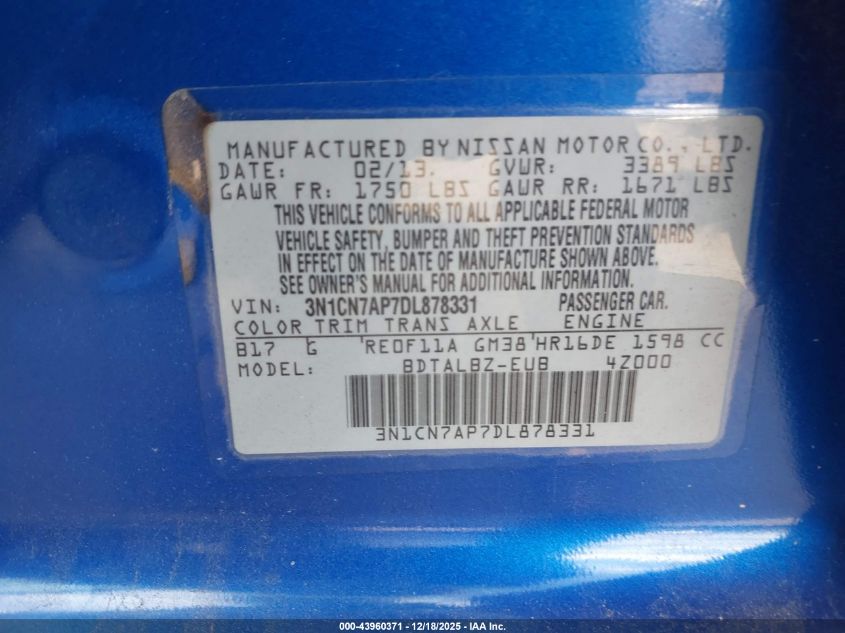 MANUFACTURED BY NISSAN MOTOR CO., LTD.
DATE: 02/13. GVWR: 3389 LBS
GAWR FR: 1750 LBS GAWR RR: 1671 LBS
THIS VEHICLE CONFORMS TO ALL APPLICABLE FEDERAL MOTOR
VEHICLE SAFETY, BUMPER AND THEFT PREVENTION STANDARDS
IN EFFECT ON THE DATE OF MANUFACTURE SHOWN ABOVE.
SEE OWNER'S MANUAL FOR ADDITIONAL INFORMATION.
VIN: 3N1CN7AP7DL878331 PASSENGER CAR.
COLOR TRIM TRANS AXLE ENGINE
B17 G 'RE0F11A GM38'HR16DE 1598 CC
MODEL: BDTALBZ-EUB 4Z000
3N1CN7AP7DL878331
000-43960371 - 12/18/2025 - IAA Inc.